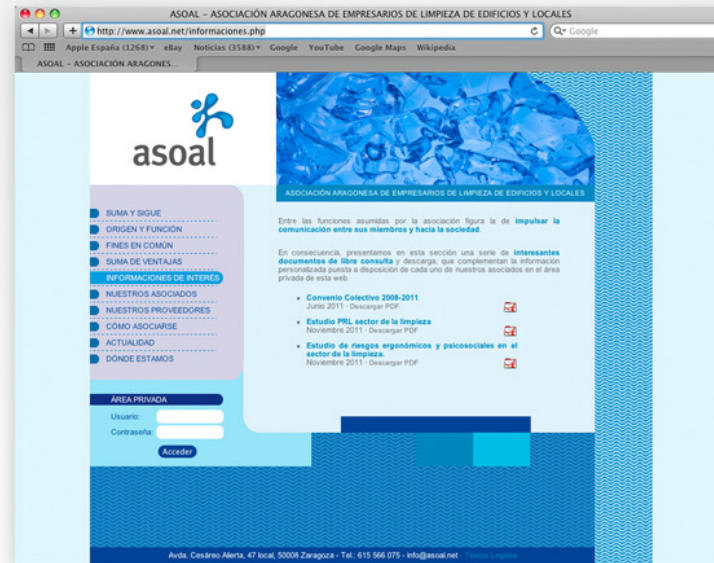 ASOAL – ASOCIACIÓN ARAGONESA DE EMPRESARIOS DE LIMPIEZA DE EDIFICIOS Y LOCALES
http://www.asoal.net/informaciones.php
Google
Apple España (1268) eBay Noticias (3588) Google YouTube Google Maps Wikipedia
ASOAL – ASOCIACIÓN ARAGONES...
asoal
ASOCIACIÓN ARAGONESA DE EMPRESARIOS DE LIMPIEZA DE EDIFICIOS Y LOCALES
SUMA Y SIGUE
ORIGEN Y FUNCIÓN
FINES EN COMÚN
SUMA DE VENTAJAS
INFORMACIONES DE INTERÉS
NUESTROS ASOCIADOS
NUESTROS PROVEEDORES
CÓMO ASOCIARSE
ACTUALIDAD
DÓNDE ESTAMOS
ÁREA PRIVADA
Usuario:
Contraseña:
Acceder
Entre las funciones asumidas por la asociación figura la de impulsar la
comunicación entre sus miembros y hacia la sociedad.
En consecuencia, presentamos en esta sección una serie de interesantes
documentos de libre consulta y descarga, que complementan la información
personalizada puesta a disposición de cada uno de nuestros asociados en el área
privada de esta web.
Convenio Colectivo 2008-2011
Junio 2011 · Descargar PDF
Estudio PRL sector de la limpieza
Noviembre 2011 · Descargar PDF
Estudio de riesgos ergonómicos y psicosociales en el
sector de la limpieza.
Noviembre 2011 · Descargar PDF
Avda. Cesáreo Alierta, 47 local, 50008 Zaragoza - Tel.: 615 566 075 - info@asoal.net - Textos Legales